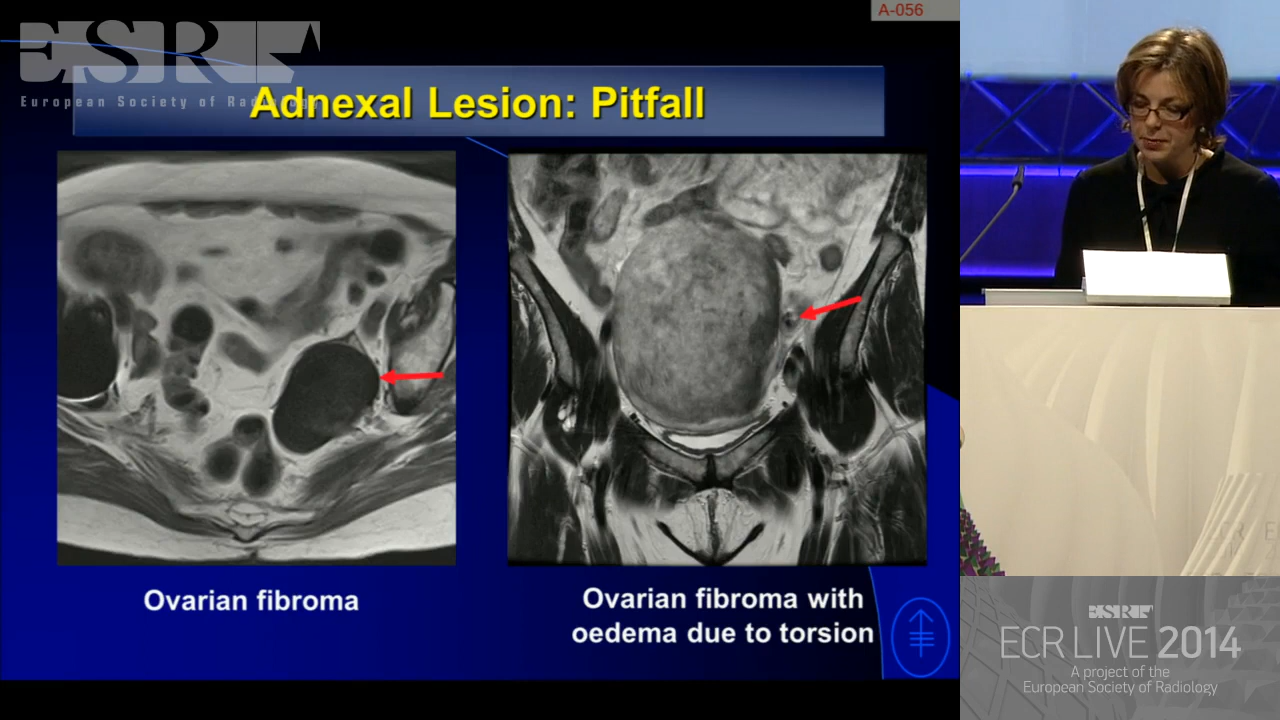 A-056
ESR
European Society of Radiology
Adnexal Lesion: Pitfall
Ovarian fibroma
Ovarian fibroma with
oedema due to torsion
ESR
ECR LIVE 2014
A project of the
European Society of Radiology